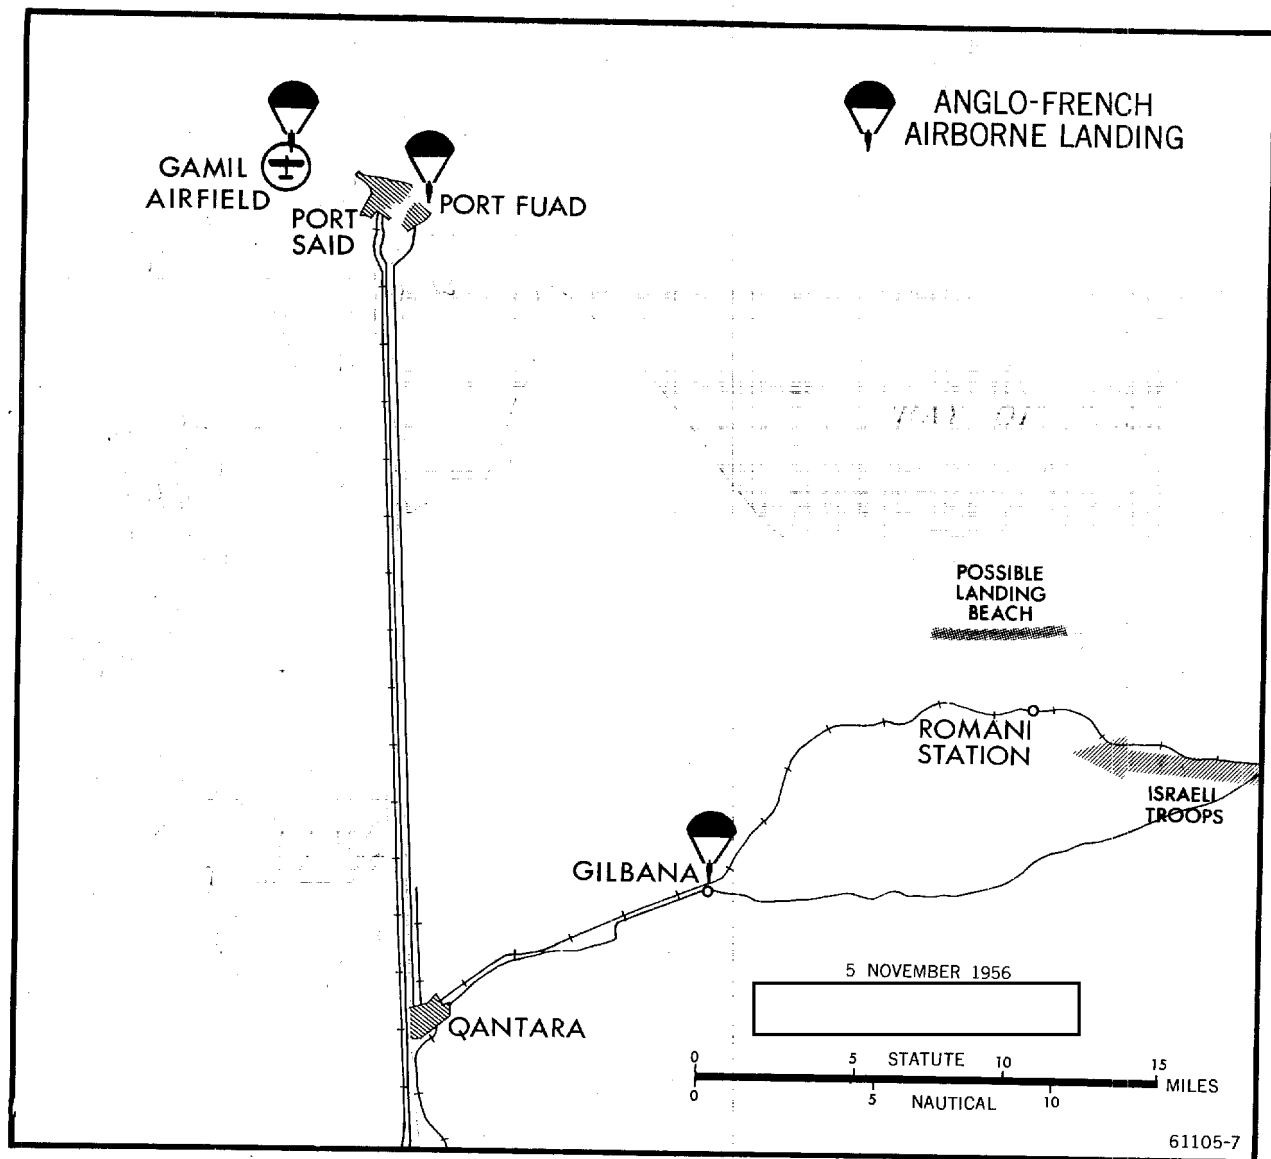 ANGLO-FRENCH
AIRBORNE LANDING
GAMIL
AIRFIELD
PORT
SAID
PORT FUAD
POSSIBLE
LANDING
BEACH
ROMANI
STATION
ISRAELI
TROOPS
GILBANA
QANTARA
5 NOVEMBER 1956
0 5 STATUTE 10 15
MILES
0 5 NAUTICAL 10
61105-7